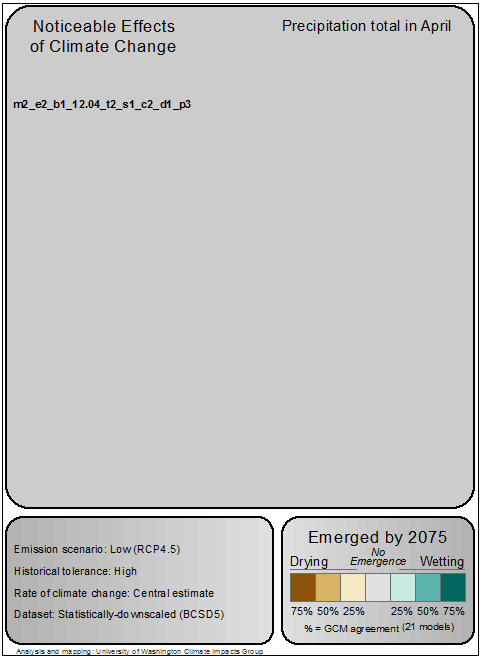 Noticeable Effects
of Climate Change
Precipitation total in April
m2_e2_b1_12.04_t2_s1_c2_d1_p3
Emission scenario: Low (RCP4.5)
Historical tolerance: High
Rate of climate change: Central estimate
Dataset: Statistically-downscaled (BCSD5)
Emerged by 2075
Drying No Emergence Wetting
75% 50% 25% 25% 50% 75%
% = GCM agreement (21 models)
Analysis and mapping: University of Washington Climate Impacts Group